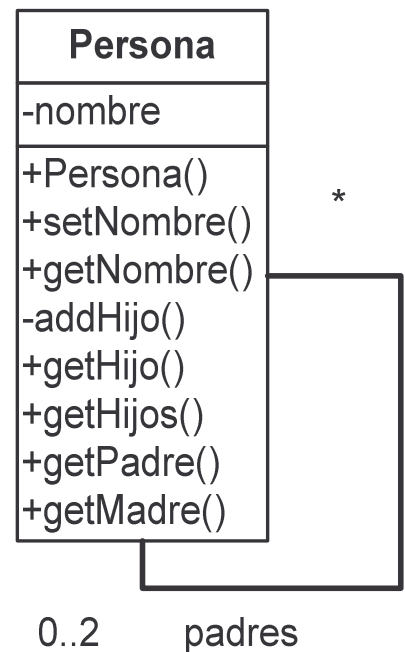 Persona
-nombre
+Persona()
+setNombre()
*
+getNombre()
-addHijo()
+getHijo()
+getHijos()
+getPadre()
+getMadre()
0..2 padres